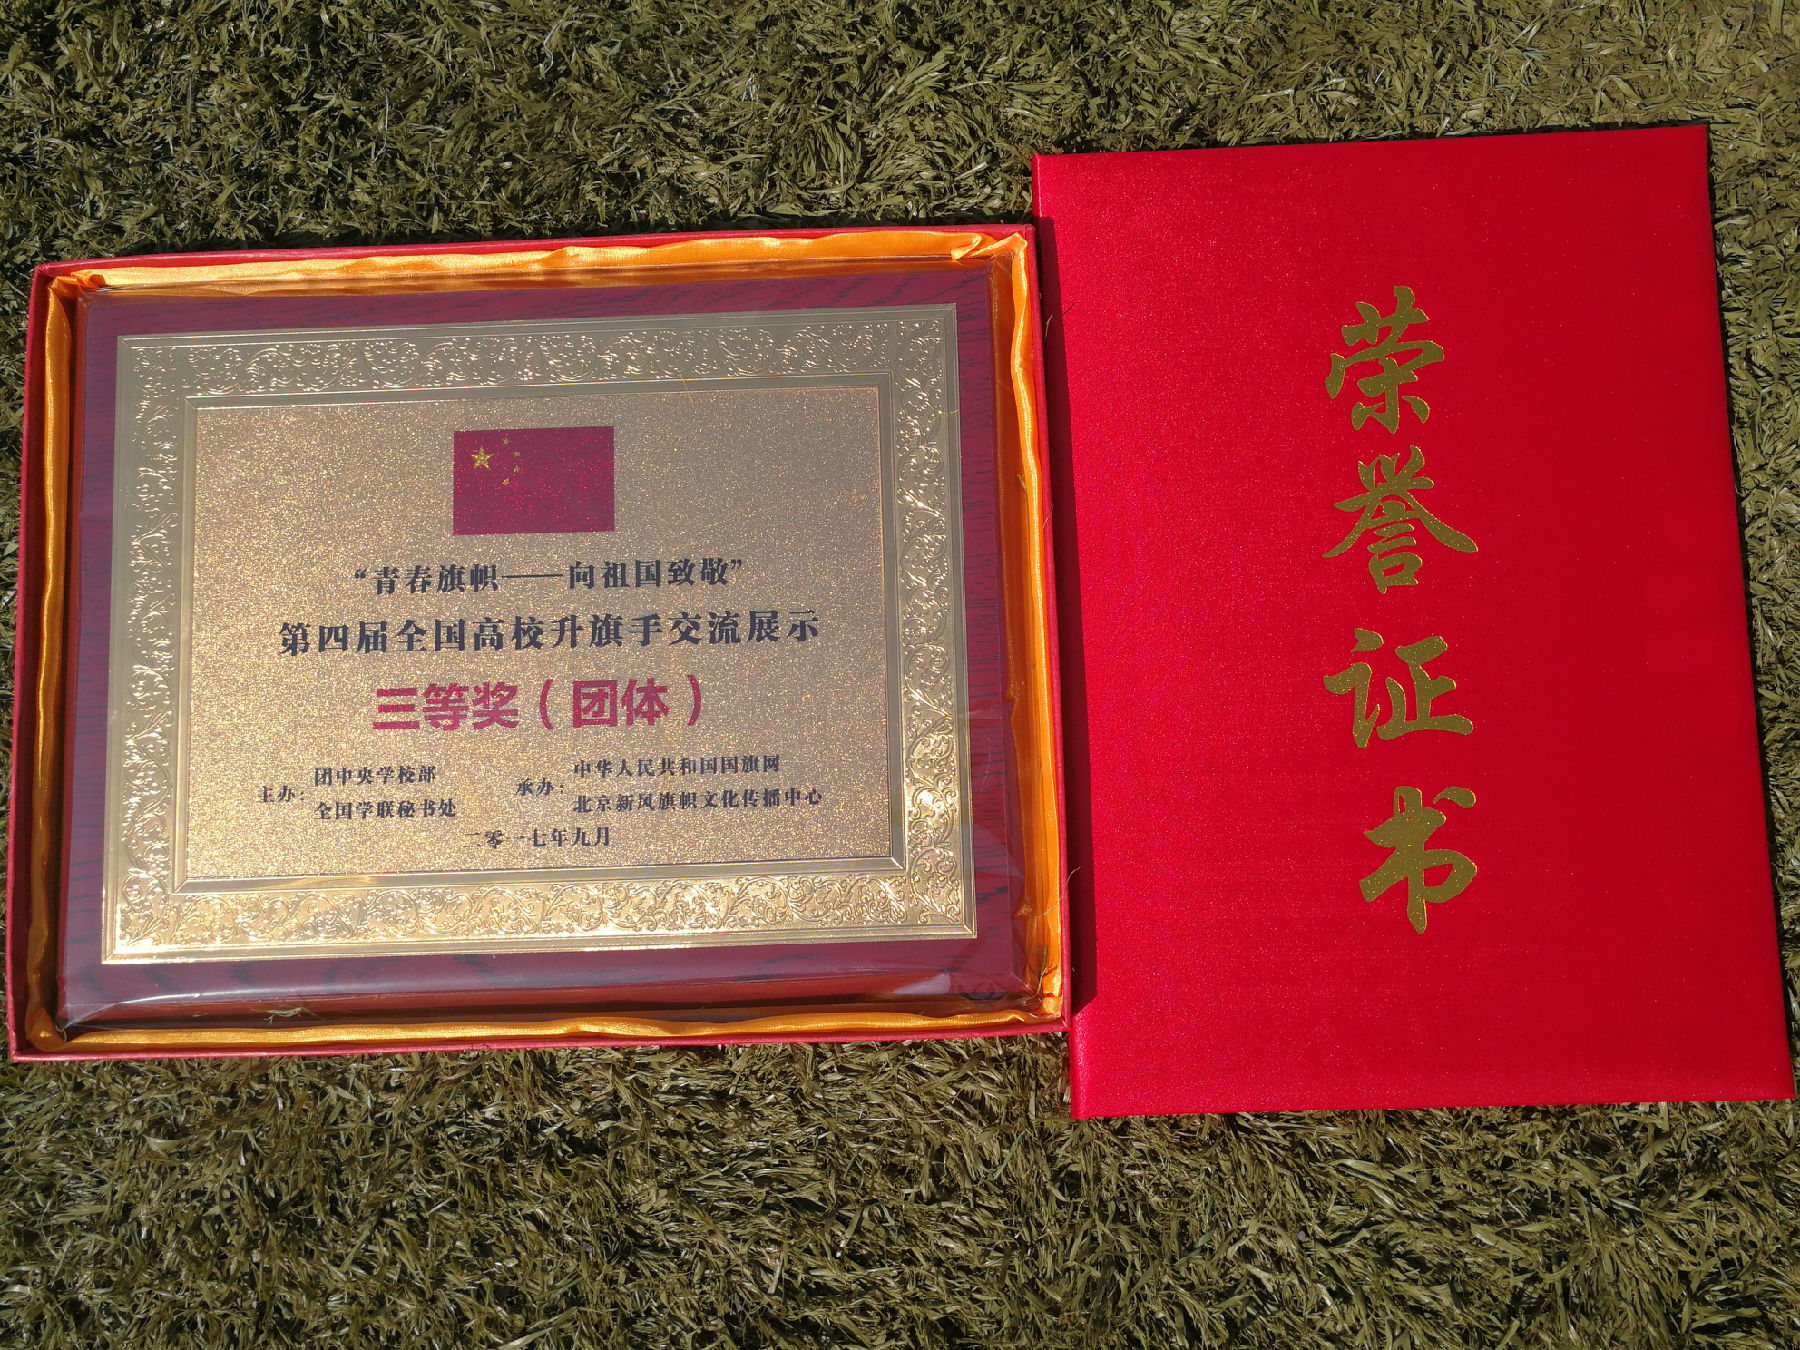 “青春旗帜——向祖国致敬”
第四届全国高校升旗手交流展示
三等奖（团体）
主办：
团中央学校部
全国学联秘书处
承办：
中华人民共和国国旗网
北京新风旗帜文化传播中心
二零一七年九月
荣誉证书